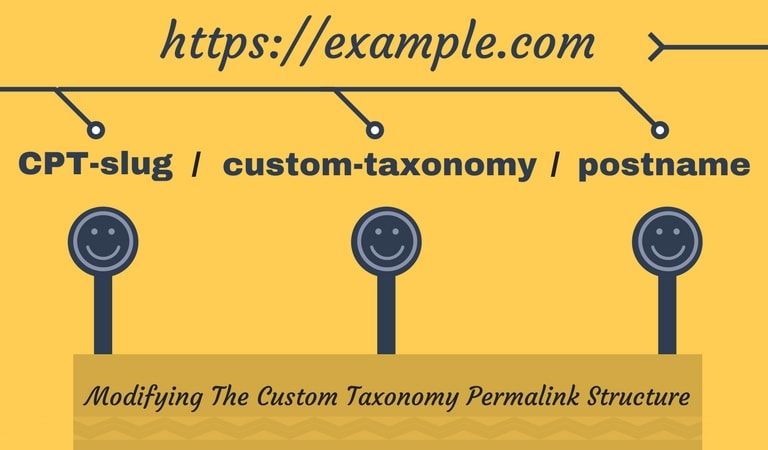 https://example.com
CPT-slug / custom-taxonomy / postname
Modifying The Custom Taxonomy Permalink Structure